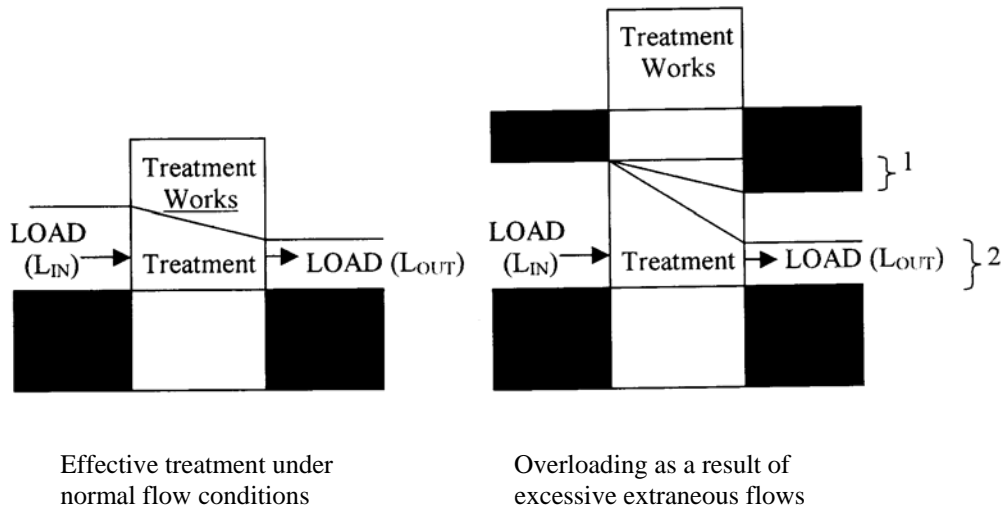 Treatment
Works
LOAD
(LIN)
Treatment
LOAD (LOUT)
Effective treatment under
normal flow conditions
Treatment
Works
1
LOAD
(LIN)
Treatment
LOAD (LOUT)
2
Overloading as a result of
excessive extraneous flows